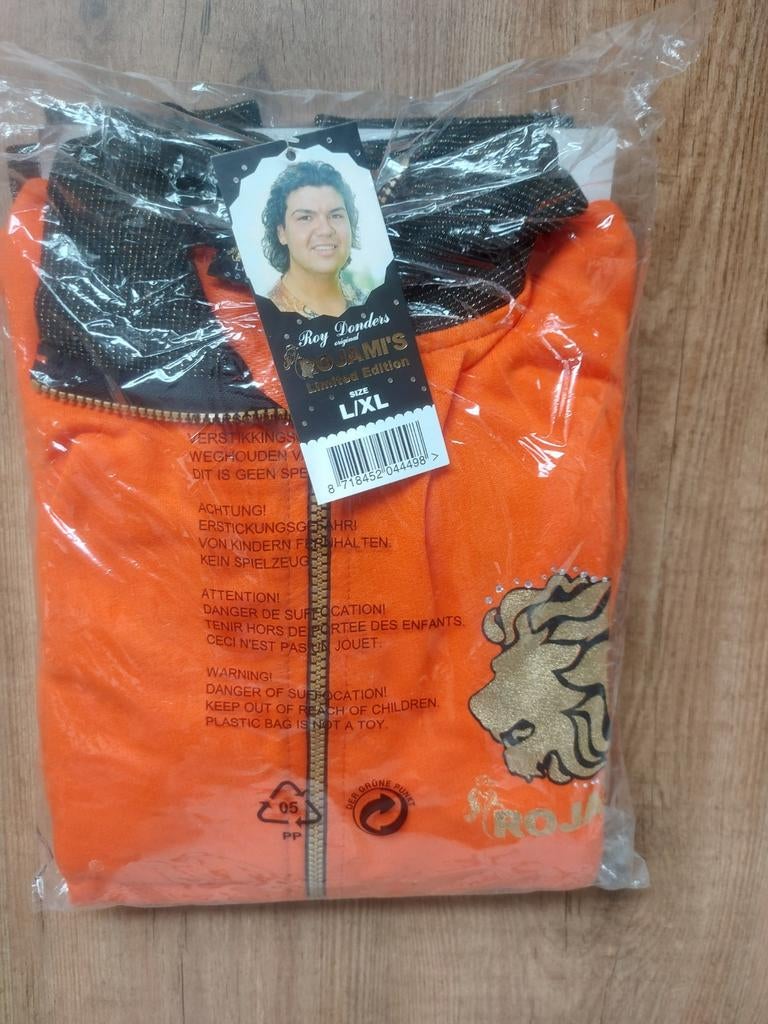 Roy Donders
original
ROJAMI'S
Limited Edition
SIZE
L/XL
8 718452 044498 >
VERSTIKKINGS
WEGHOUDEN V
DIT IS GEEN SPE
ACHTUNG!
ERSTICKUNGSGEFAHR!
VON KINDERN FERNHALTEN.
KEIN SPIELZEUG
ATTENTION!
DANGER DE SUFFOCATION!
TENIR HORS DE PORTEE DES ENFANTS.
CECI N'EST PAS UN JOUET.
WARNING!
DANGER OF SUFFOCATION!
KEEP OUT OF REACH OF CHILDREN.
PLASTIC BAG IS NOT A TOY.
05
PP
DER GRÜNE PUNKT
ROJA